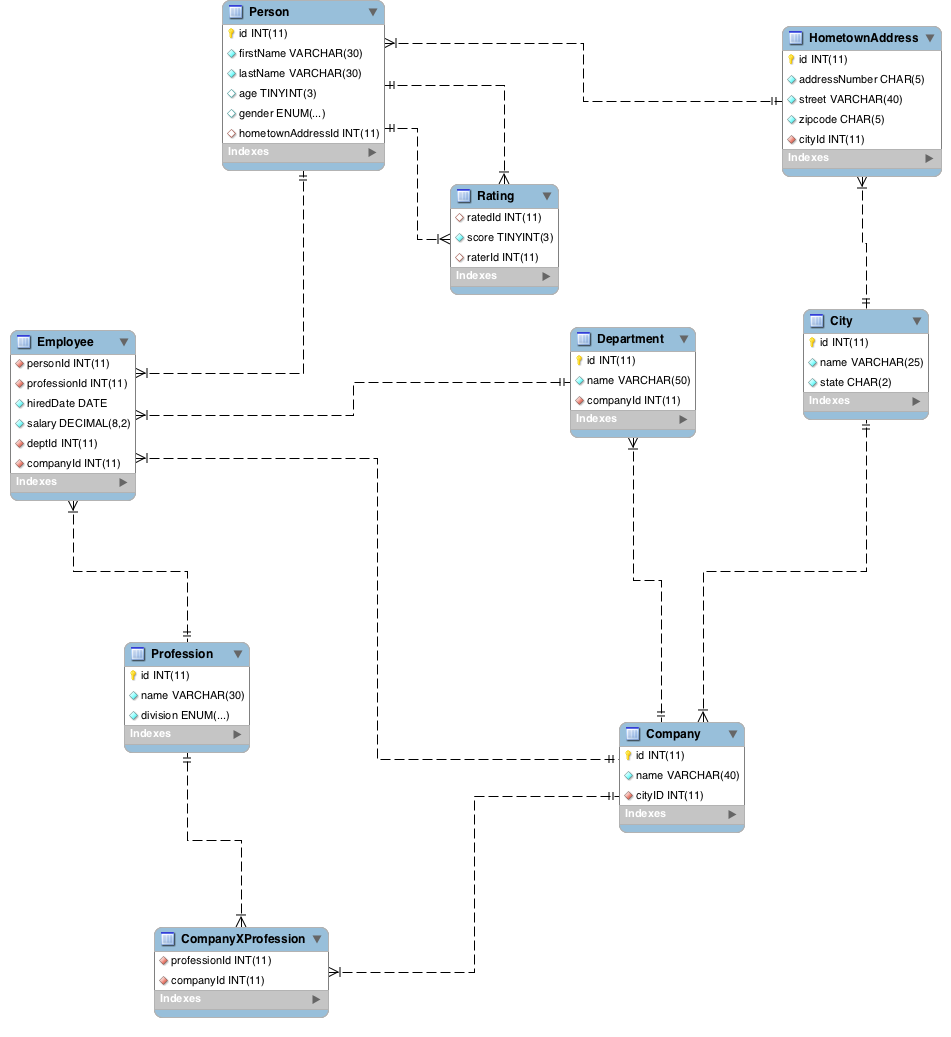 Person
id INT(11)
firstName VARCHAR(30)
lastName VARCHAR(30)
age TINYINT(3)
gender ENUM(...)
hometownAddressId INT(11)
Indexes
HometownAddress
id INT(11)
addressNumber CHAR(5)
street VARCHAR(40)
zipcode CHAR(5)
cityId INT(11)
Indexes
Rating
ratedId INT(11)
score TINYINT(3)
raterId INT(11)
Indexes
Employee
personId INT(11)
professionId INT(11)
hiredDate DATE
salary DECIMAL(8,2)
deptId INT(11)
companyId INT(11)
Indexes
Department
id INT(11)
name VARCHAR(50)
companyId INT(11)
Indexes
City
id INT(11)
name VARCHAR(25)
state CHAR(2)
Indexes
Profession
id INT(11)
name VARCHAR(30)
division ENUM(...)
Indexes
Company
id INT(11)
name VARCHAR(40)
cityID INT(11)
Indexes
CompanyXProfession
professionId INT(11)
companyId INT(11)
Indexes